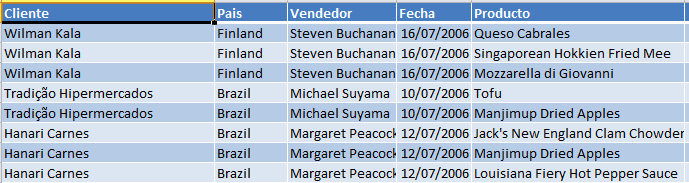 Cliente Pais Vendedor Fecha Producto
Wilman Kala Finland Steven Buchanan 16/07/2006 Queso Cabrales
Wilman Kala Finland Steven Buchanan 16/07/2006 Singaporean Hokkien Fried Mee
Wilman Kala Finland Steven Buchanan 16/07/2006 Mozzarella di Giovanni
Tradição Hipermercados Brazil Michael Suyama 10/07/2006 Tofu
Tradição Hipermercados Brazil Michael Suyama 10/07/2006 Manjimup Dried Apples
Hanari Carnes Brazil Margaret Peacock 12/07/2006 Jack's New England Clam Chowder
Hanari Carnes Brazil Margaret Peacock 12/07/2006 Manjimup Dried Apples
Hanari Carnes Brazil Margaret Peacock 12/07/2006 Louisiana Fiery Hot Pepper Sauce